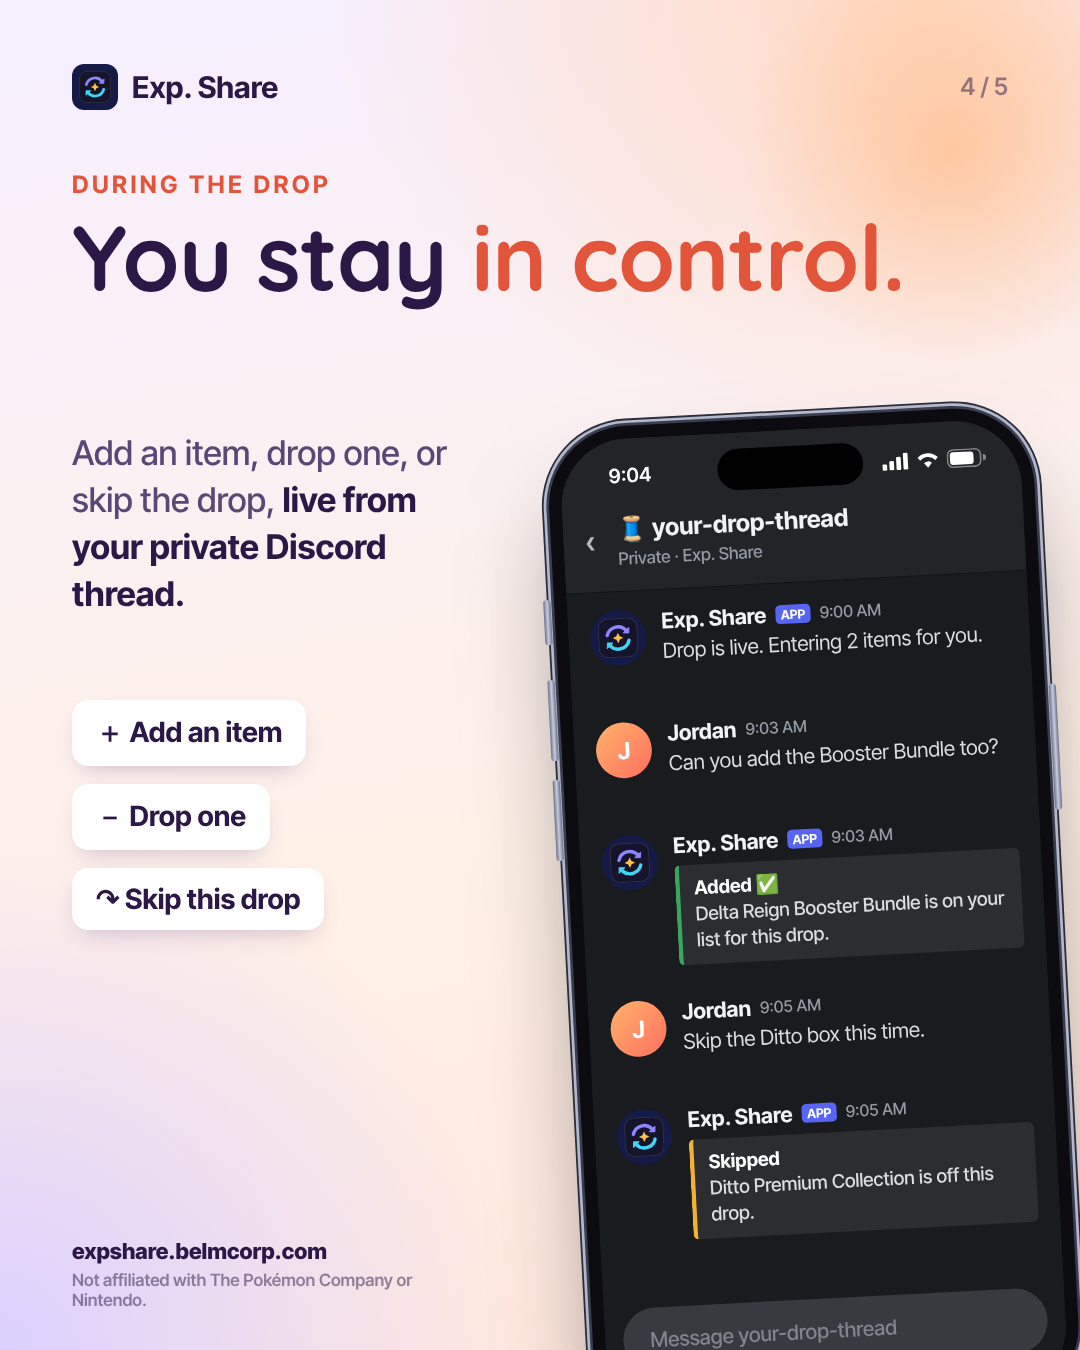 Exp. Share
4 / 5
DURING THE DROP
You stay in control.
Add an item, drop one, or
skip the drop, live from
your private Discord
thread.
+ Add an item
− Drop one
↷ Skip this drop
expshare.belmcorp.com
Not affiliated with The Pokémon Company or
Nintendo.
9:04
‹ 🧵 your-drop-thread
Private · Exp. Share
Exp. Share APP 9:00 AM
Drop is live. Entering 2 items for you.
J
Jordan 9:03 AM
Can you add the Booster Bundle too?
Exp. Share APP 9:03 AM
Added ✅
Delta Reign Booster Bundle is on your
list for this drop.
J
Jordan 9:05 AM
Skip the Ditto box this time.
Exp. Share APP 9:05 AM
Skipped
Ditto Premium Collection is off this
drop.
Message your-drop-thread